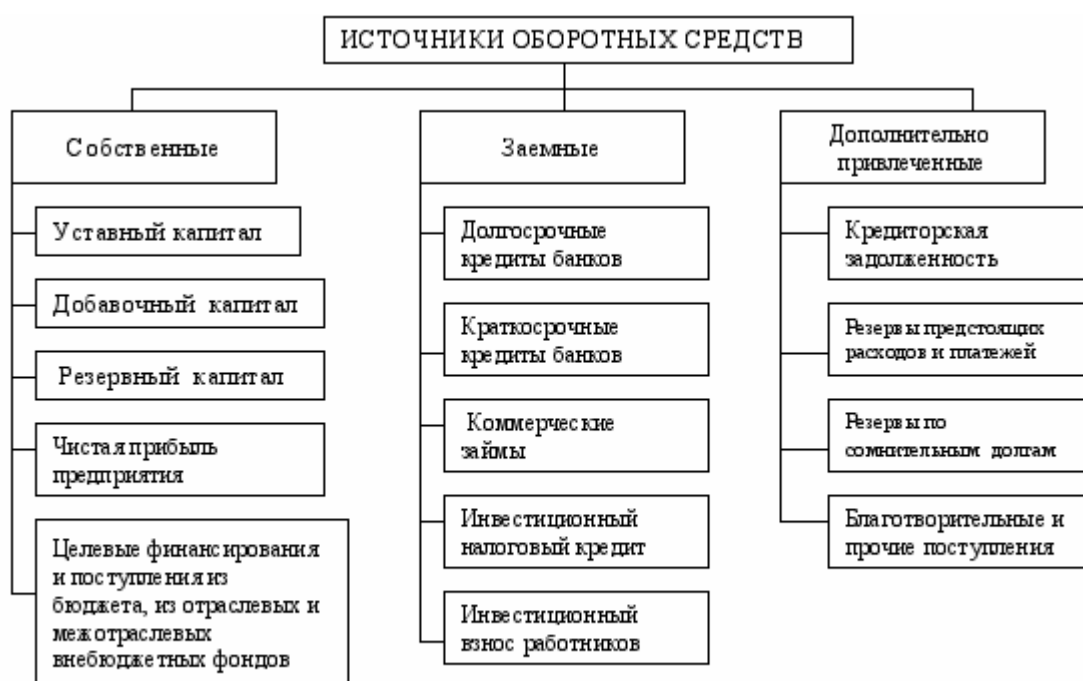 ИСТОЧНИКИ ОБОРОТНЫХ СРЕДСТВ
Собственные
Уставный капитал
Добавочный капитал
Резервный капитал
Чистая прибыль
предприятия
Целевые финансирования
и поступления из
бюджета, из отраслевых и
межотраслевых
внебюджетных фондов
Заемные
Долгосрочные
кредиты банков
Краткосрочные
кредиты банков
Коммерческие
займы
Инвестиционный
налоговый кредит
Инвестиционный
взнос работников
Дополнительно
привлеченные
Кредиторская
задолженность
Резервы предстоящих
расходов и платежей
Резервы по
сомнительным долгам
Благотворительные и
прочие поступления